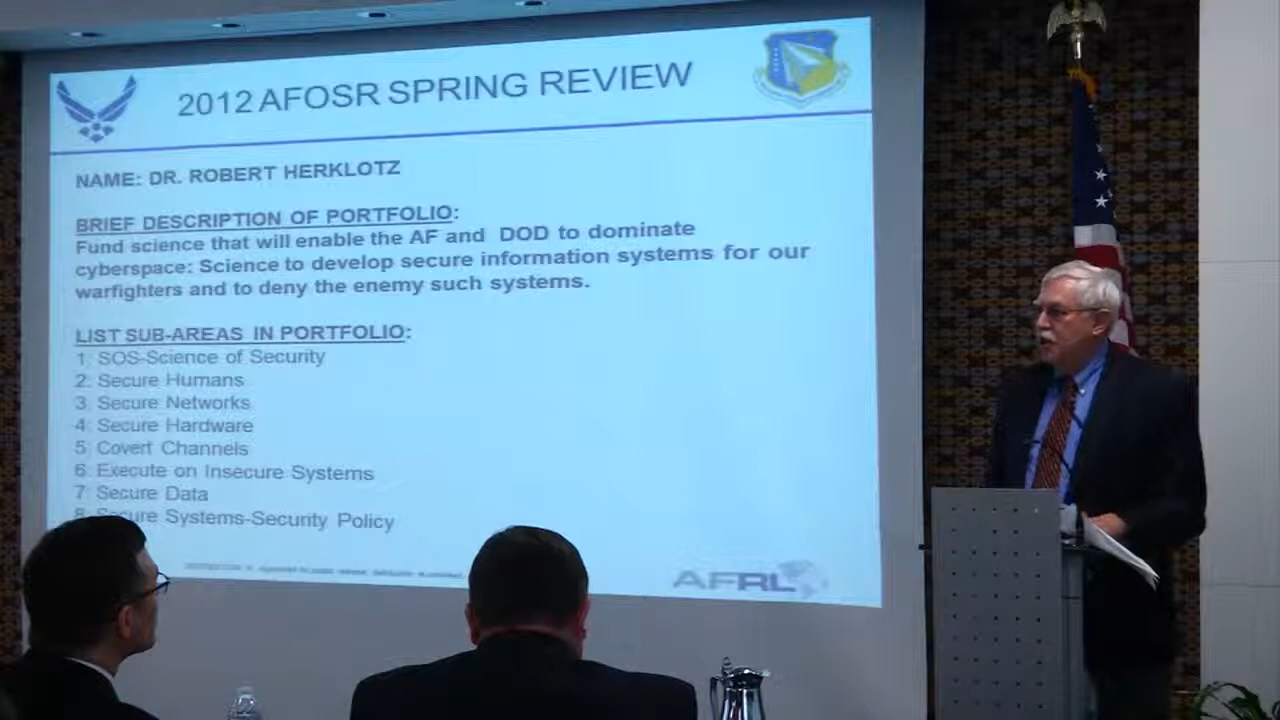 2012 AFOSR SPRING REVIEW
NAME: DR. ROBERT HERKLOTZ
BRIEF DESCRIPTION OF PORTFOLIO:
Fund science that will enable the AF and DOD to dominate
cyberspace: Science to develop secure information systems for our
warfighters and to deny the enemy such systems.
LIST SUB-AREAS IN PORTFOLIO:
1: SOS-Science of Security
2: Secure Humans
3: Secure Networks
4: Secure Hardware
5: Covert Channels
6: Execute on Insecure Systems
7: Secure Data
8: Secure Systems-Security Policy
AFRL